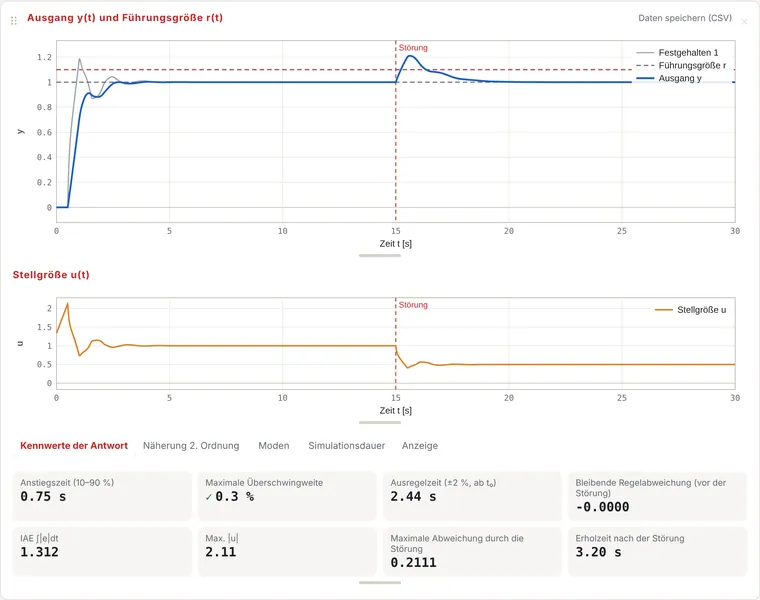 Ausgang y(t) und Führungsgröße r(t)
Daten speichern (CSV)
Störung
Festgehalten 1
Führungsgröße r
Ausgang y
1.2
1
0.8
0.6
0.4
0.2
0
y
0 5 10 15 20 25 30
Zeit t [s]
Stellgröße u(t)
Störung
Stellgröße u
2
1.5
1
0.5
0
u
0 5 10 15 20 25 30
Zeit t [s]
Kennwerte der Antwort Näherung 2. Ordnung Moden Simulationsdauer Anzeige
Anstiegszeit (10–90 %)
0.75 s
Maximale Überschwingweite
✓ 0.3 %
Ausregelzeit (±2 %, ab t₀)
2.44 s
Bleibende Regelabweichung (vor der
Störung)
-0.0000
IAE ∫|e|dt
1.312
Max. |u|
2.11
Maximale Abweichung durch die
Störung
0.2111
Erholzeit nach der Störung
3.20 s